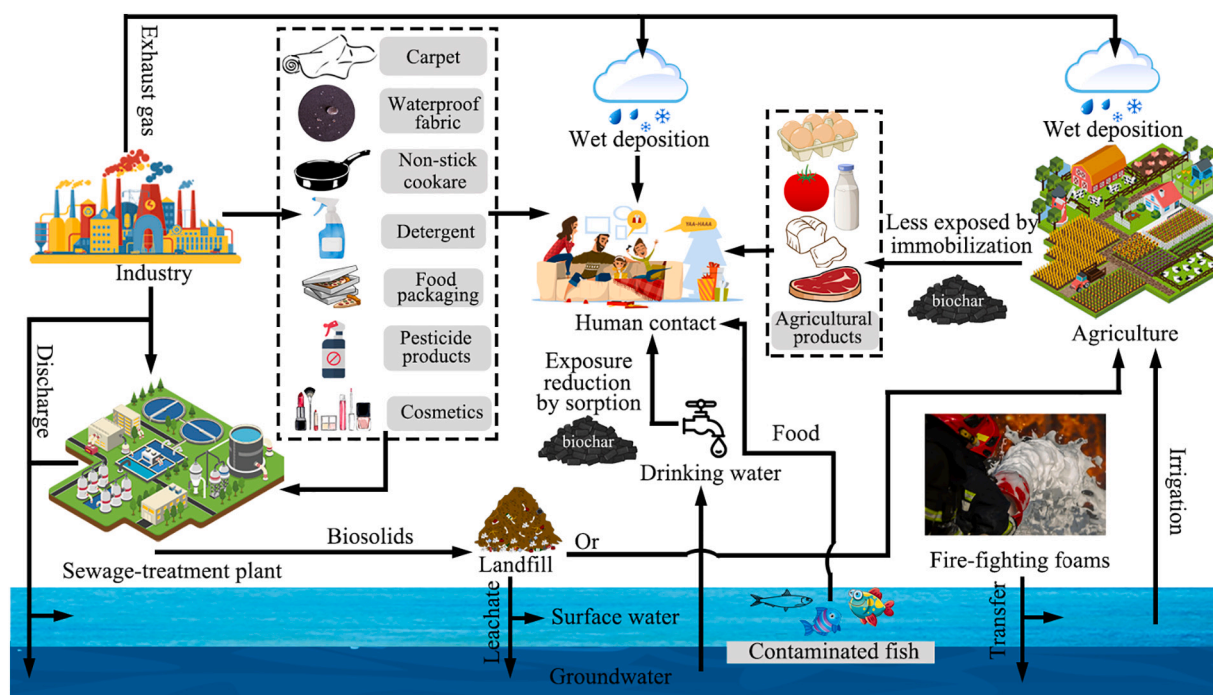 Exhaust gas
Carpet
Waterproof
fabric
Non-stick
cookare
Detergent
Food
packaging
Pesticide
products
Cosmetics
Industry
Discharge
Sewage-treatment plant
Biosolids
Wet deposition
YAA-HAAA
Human contact
Exposure
reduction
by sorption
biochar
Drinking water
Food
Agricultural
products
Less exposed by
immobilization
biochar
Wet deposition
Agriculture
Irrigation
Fire-fighting foams
Transfer
Landfill
Or
Leachate
Surface water
Groundwater
Contaminated fish